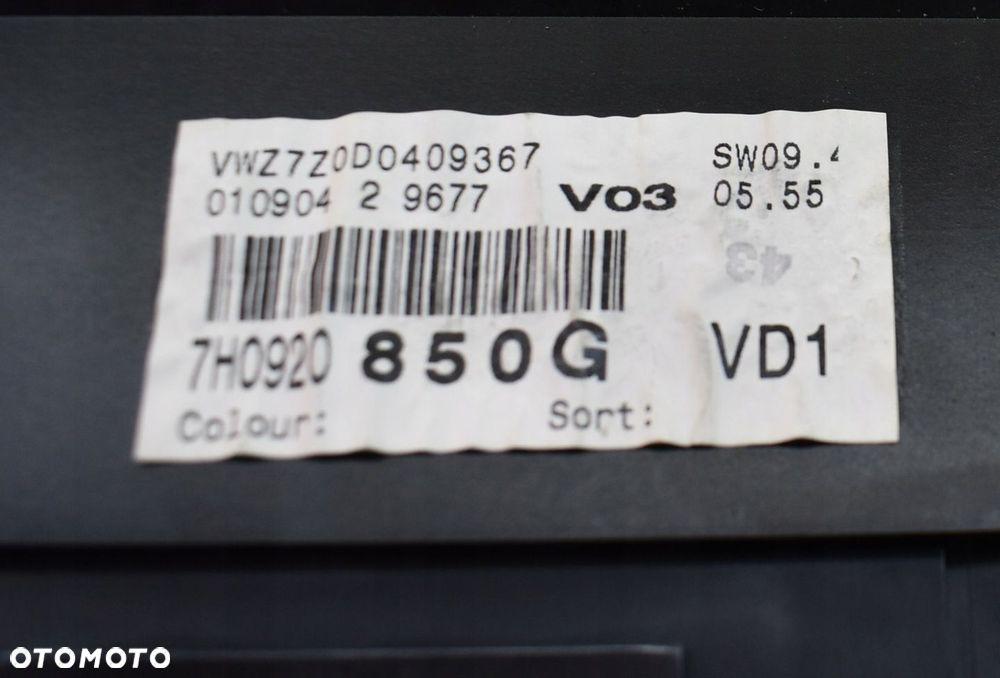 VWZ7Z0D0409367 SW09.4
010904 2 9677 V03 05.55
43
7H0920 850G VD1
Colour: Sort:
OTOMOTO